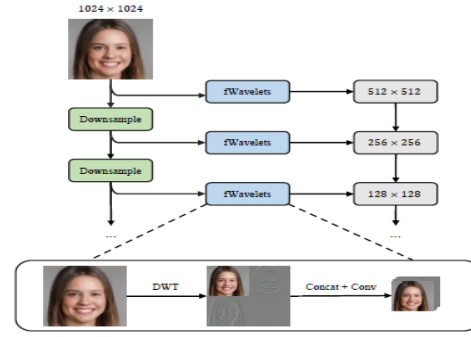 1024 × 1024
fWavelets
512 × 512
Downsample
fWavelets
256 × 256
Downsample
fWavelets
128 × 128
...
...
DWT
Concat + Conv